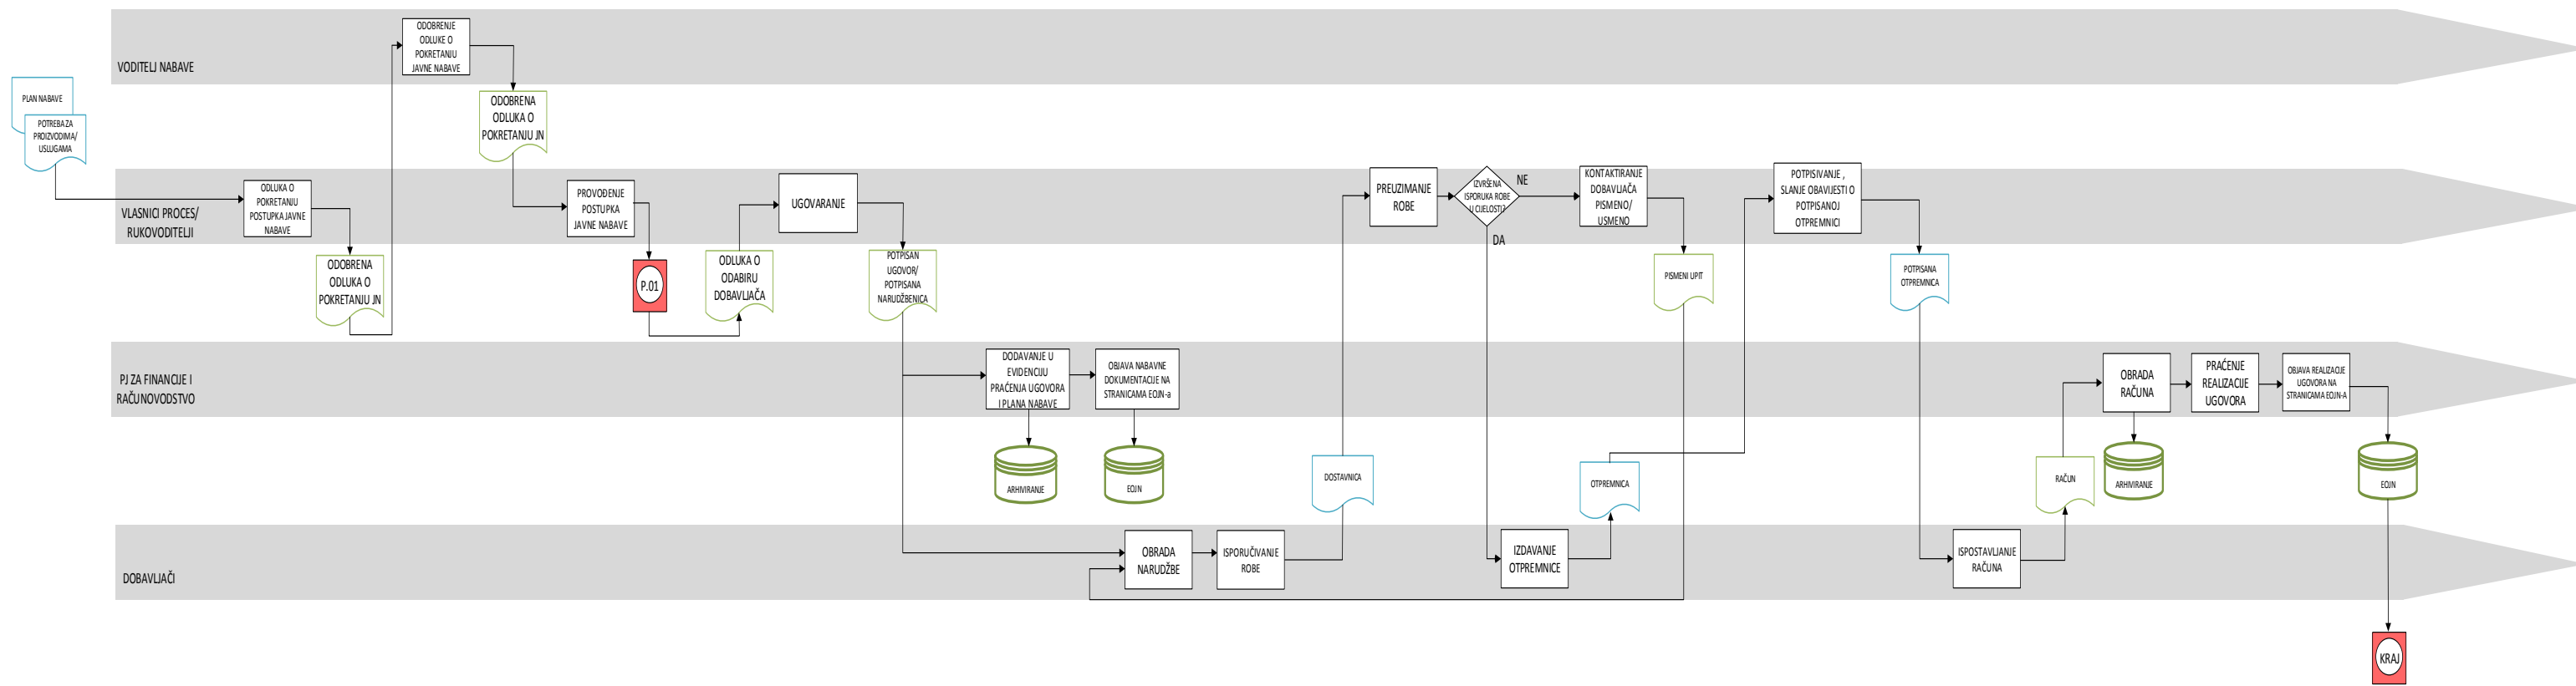 VODITELJ NABAVE
PLAN NABAVE
POTREBA ZA
PROIZVODIMA/
USLUGAMA
ODOBRENJE
ODLUKE O
POKRETANJU
JAVNE NABAVE
ODOBRENA
ODLUKA O
POKRETANJU JN
VLASNICI PROCES/
RUKOVODITELJI
ODLUKA O
POKRETANJU
POSTUPKA JAVNE
NABAVE
ODOBRENA
ODLUKA O
POKRETANJU JN
PROVOĐENJE
POSTUPKA
JAVNE NABAVE
P.01
ODLUKA O
ODABIRU
DOBAVLJAČA
UGOVARANJE
POTPISAN
UGOVOR/
POTPISANA
NARUDŽBENICA
PREUZIMANJE
ROBE
IZVRŠENA
ISPORUKA ROBE
U CIJELOSTI?
NE
DA
KONTAKTIRANJE
DOBAVLJAČA
PISMENO/
USMENO
PISMENI UPIT
POTPISIVANJE ,
SLANJE OBAVIJESTI O
POTPISANOJ
OTPREMNICI
POTPISANA
OTPREMNICA
PJ ZA FINANCIJE I
RAČUNOVODSTVO
DODAVANJE U
EVIDENCIJU
PRAĆENJA UGOVORA
I PLANA NABAVE
OBJAVA NABAVNE
DOKUMENTACIJE NA
STRANICAMA EOJN-a
ARHIVIRANJE
EOJN
DOSTAVNICA
OTPREMNICA
RAČUN
OBRADA
RAČUNA
PRAĆENJE
REALIZACIJE
UGOVORA
OBJAVA REALIZACIJE
UGOVORA NA
STRANICAMA EOJN-A
ARHIVIRANJE
EOJN
DOBAVLJAČI
OBRADA
NARUDŽBE
ISPORUČIVANJE
ROBE
IZDAVANJE
OTPREMNICE
ISPOSTAVLJANJE
RAČUNA
KRAJ